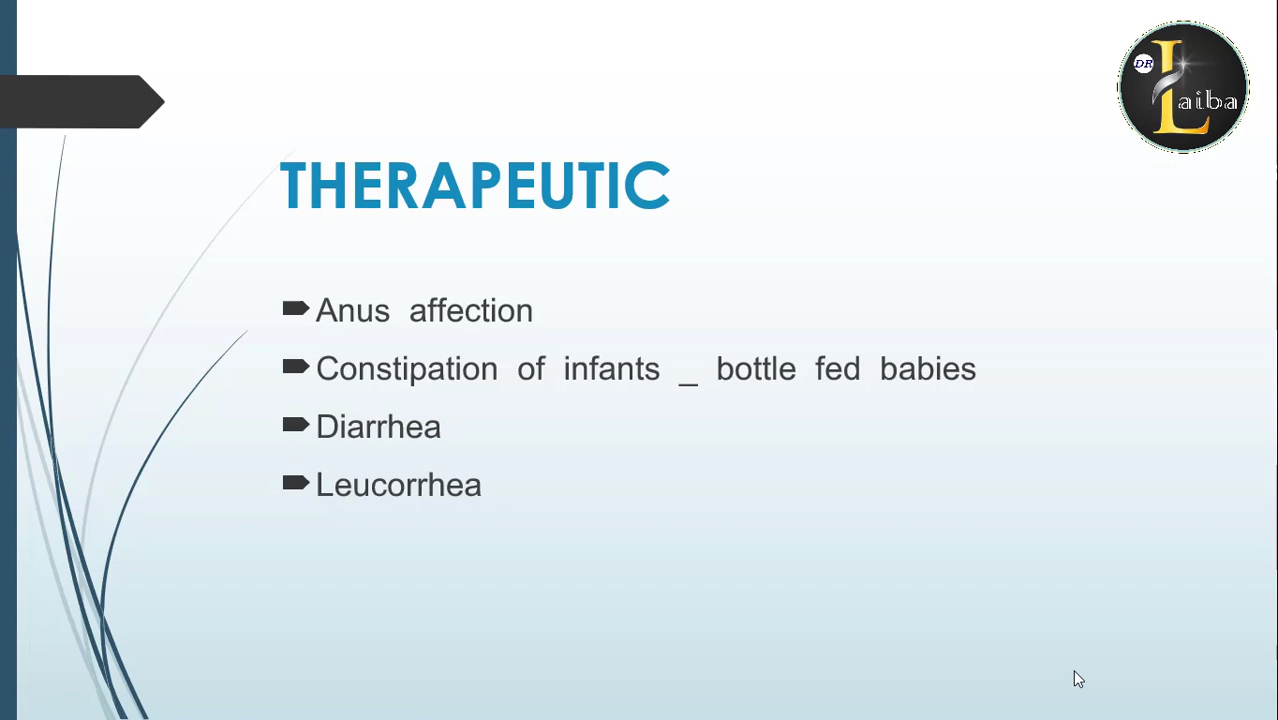 DR
Laiba
THERAPEUTIC
Anus affection
Constipation of infants _ bottle fed babies
Diarrhea
Leucorrhea